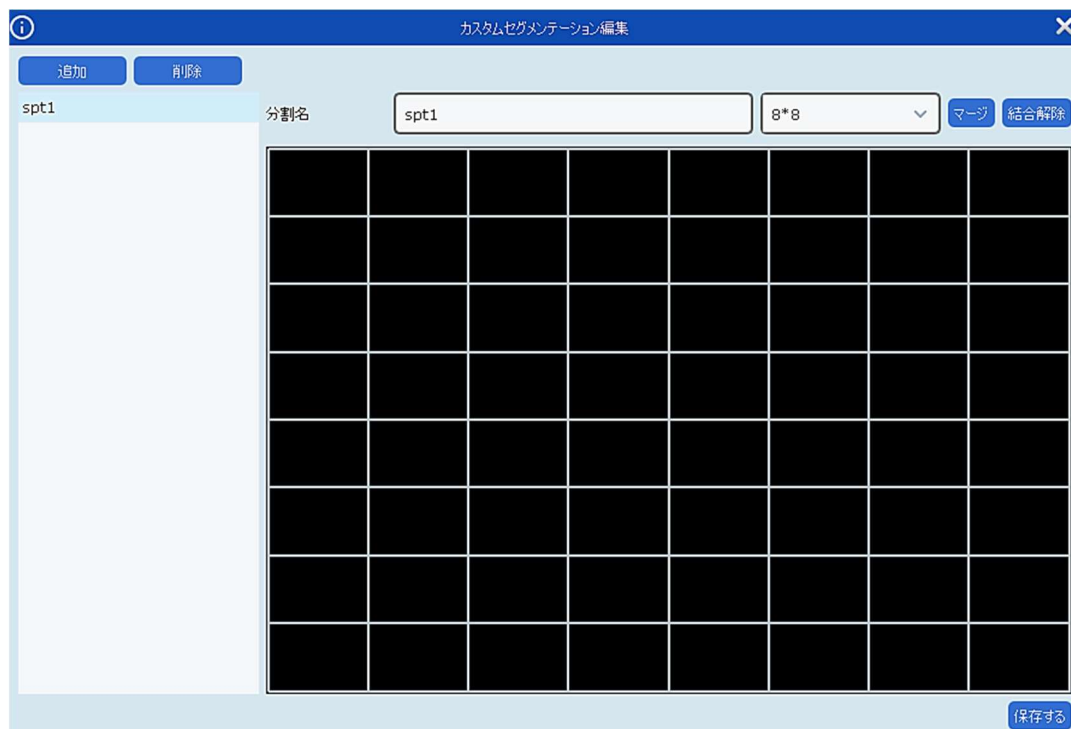 カスタムセグメンテーション編集
追加 削除
spt1
分割名 spt1 8*8 マージ 結合解除
保存する